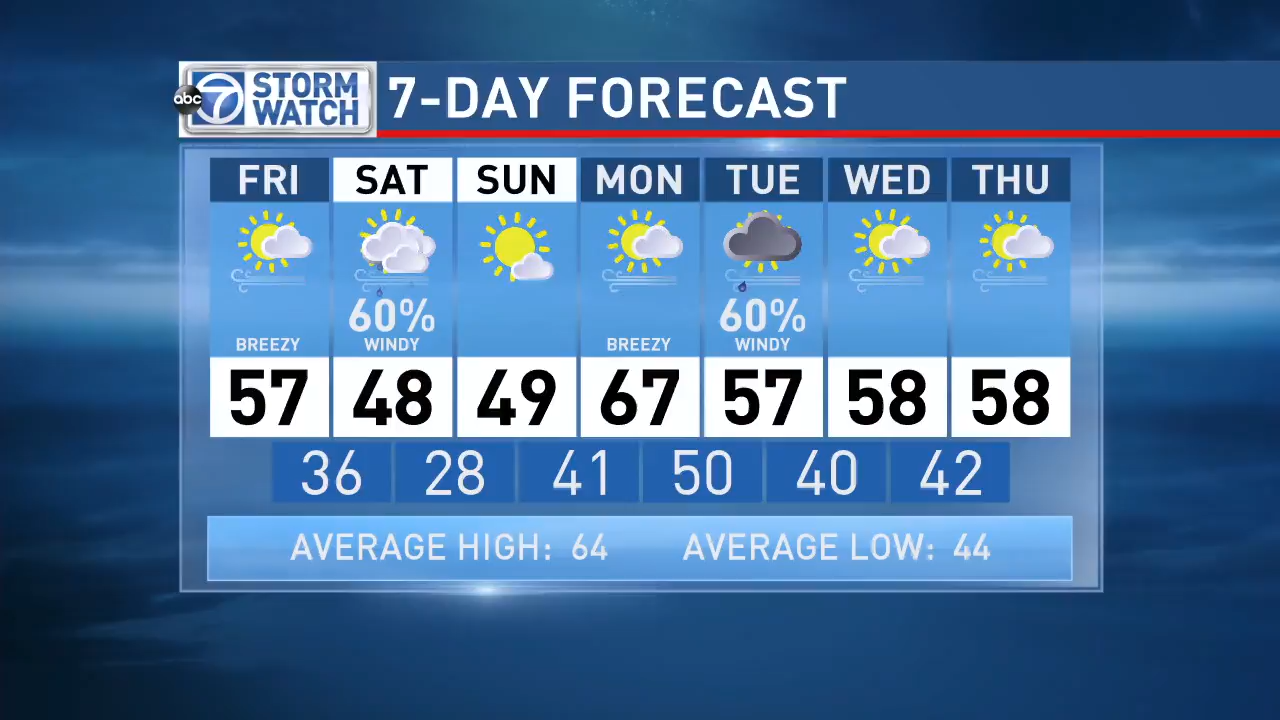 abc 7 STORM WATCH
7-DAY FORECAST
FRI SAT SUN MON TUE WED THU
60% 60%
BREEZY WINDY BREEZY WINDY
57 48 49 67 57 58 58
36 28 41 50 40 42
AVERAGE HIGH: 64 AVERAGE LOW: 44